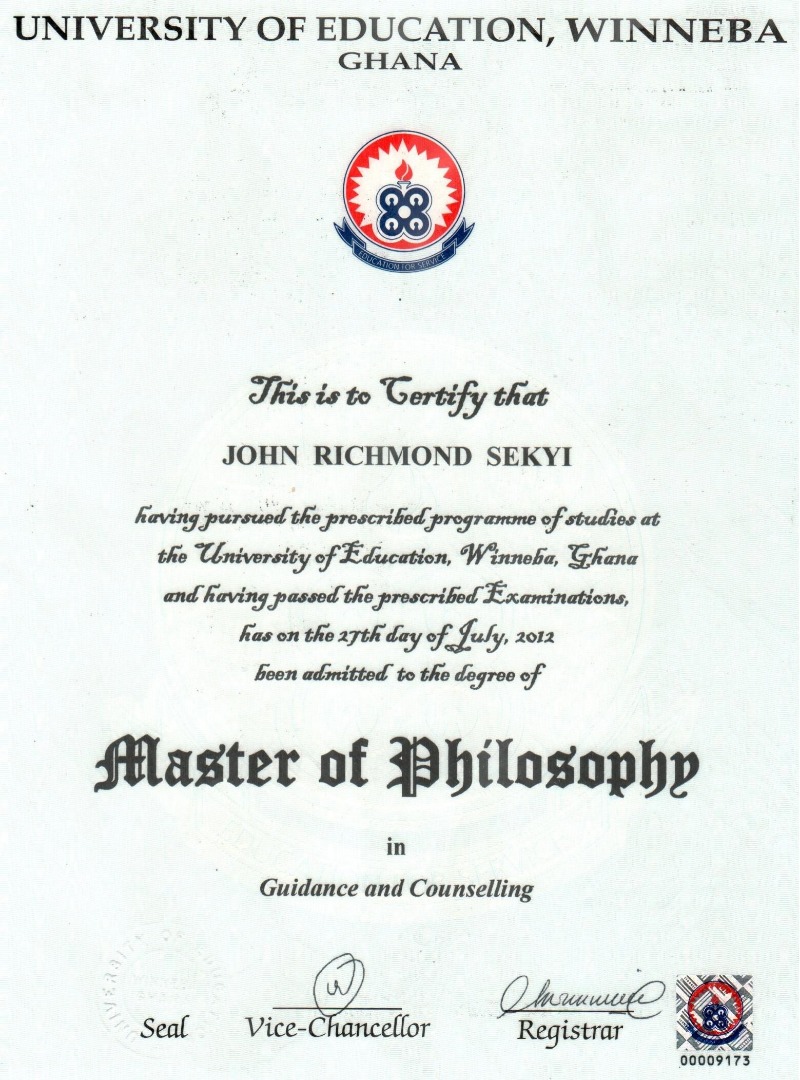 UNIVERSITY OF EDUCATION, WINNEBA
GHANA
EDUCATION FOR SERVICE
This is to Certify that
JOHN RICHMOND SEKYI
having pursued the prescribed programme of studies at
the University of Education, Winneba, Ghana
and having passed the prescribed Examinations,
has on the 27th day of July, 2012
been admitted to the degree of
Master of Philosophy
in
Guidance and Counselling
Seal
Vice-Chancellor
Registrar
00009173